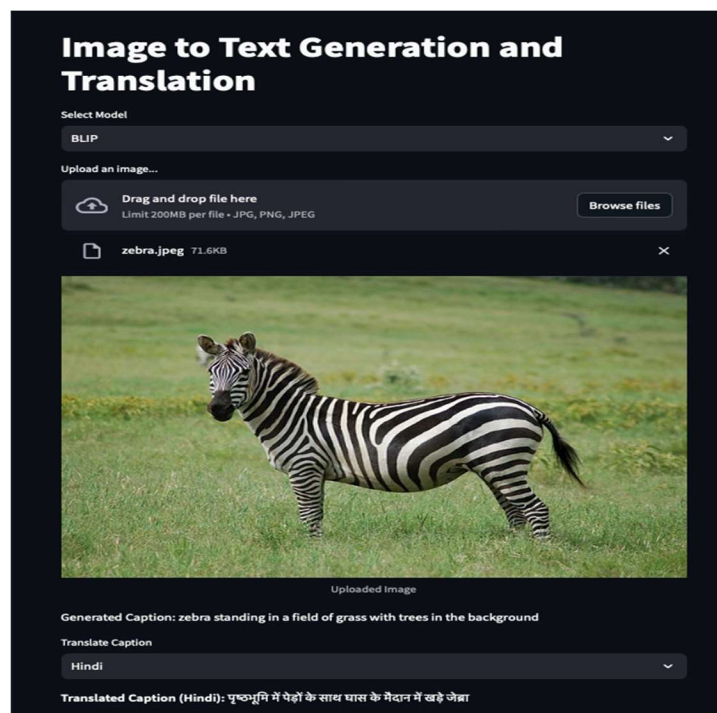 Image to Text Generation and
Translation
Select Model
BLIP
Upload an image...
Drag and drop file here
Limit 200MB per file • JPG, PNG, JPEG
Browse files
zebra.jpeg 71.6KB
Uploaded Image
Generated Caption: zebra standing in a field of grass with trees in the background
Translate Caption
Hindi
Translated Caption (Hindi): पृष्ठभूमि में पेड़ों के साथ घास के मैदान में खड़े जेब्रा